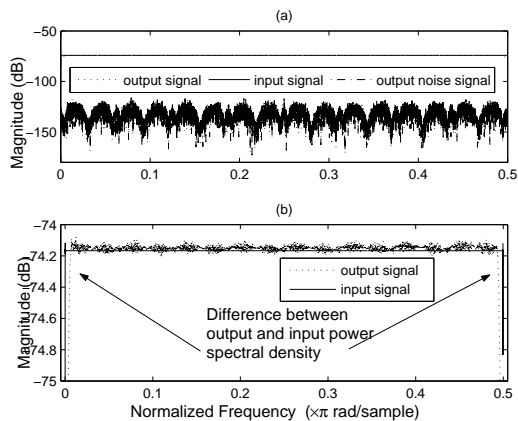 (a)
−50
−100
−150
Magnitude (dB)
output signal input signal output noise signal
0 0.1 0.2 0.3 0.4 0.5
(b)
−74
−74.2
−74.4
−74.6
−74.8
−75
Magnitude (dB)
output signal
input signal
Difference between
output and input power
spectral density
0 0.1 0.2 0.3 0.4 0.5
Normalized Frequency (×π rad/sample)